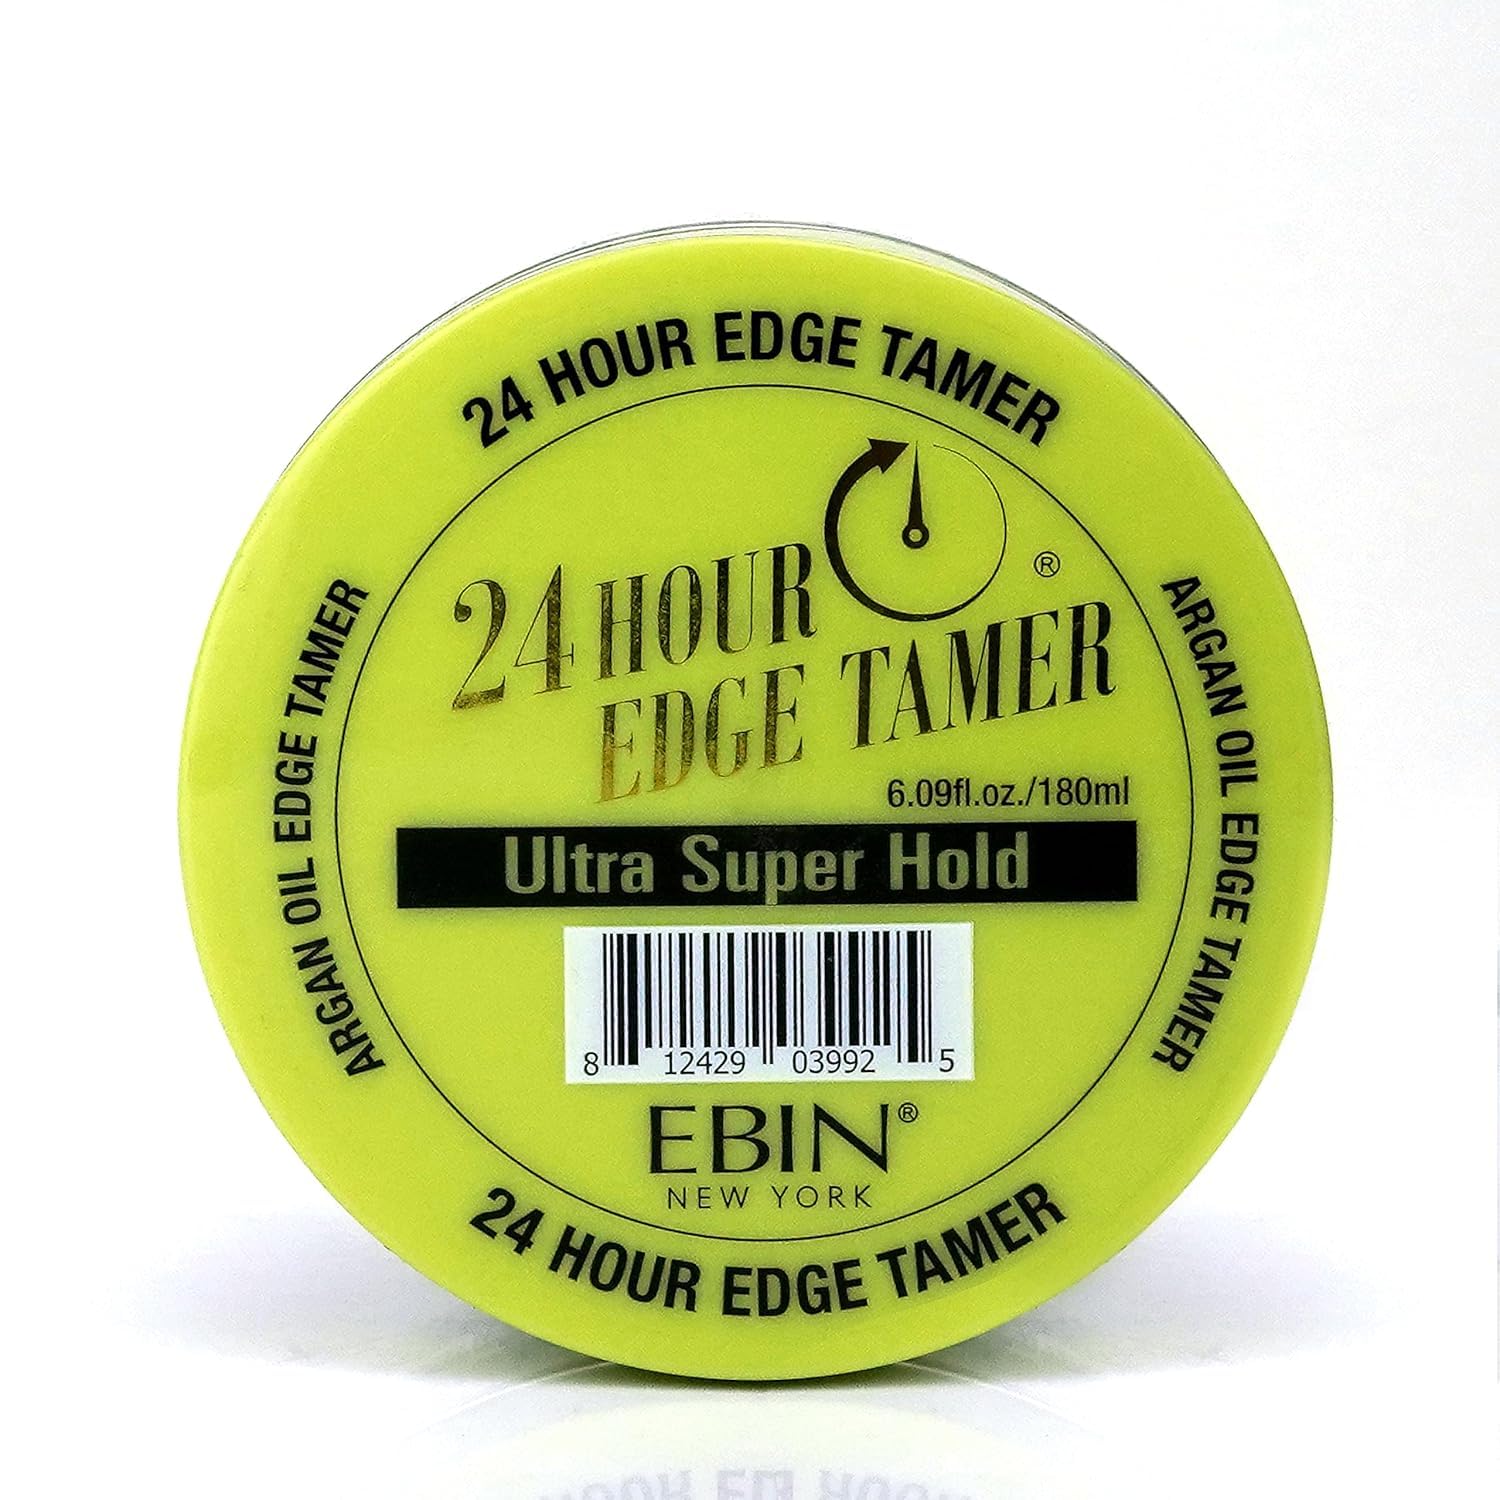 24 HOUR EDGE TAMER
24 HOUR
EDGE TAMER®
6.09fl.oz./180ml
Ultra Super Hold
8 12429 03992 5
EBIN®
NEW YORK
24 HOUR EDGE TAMER
ARGAN OIL EDGE TAMER
ARGAN OIL EDGE TAMER